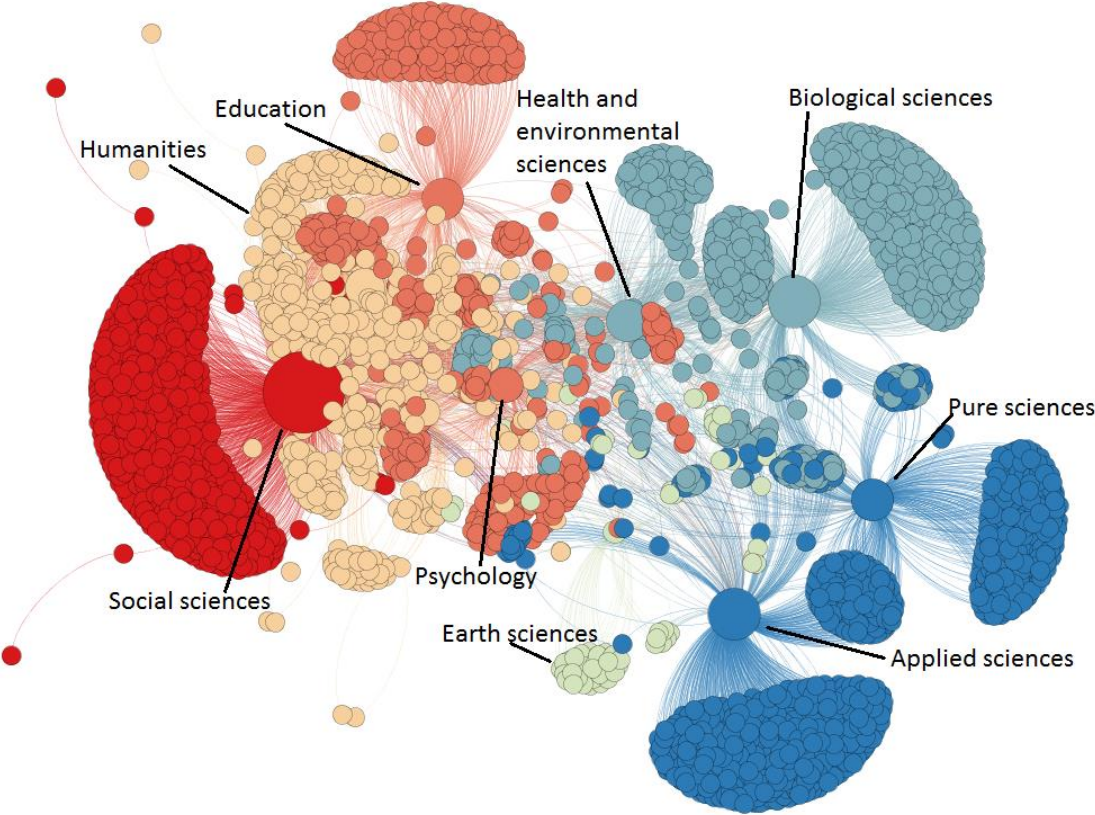 Education
Health and
environmental
sciences
Biological sciences
Humanities
Pure sciences
Psychology
Social sciences
Earth sciences
Applied sciences